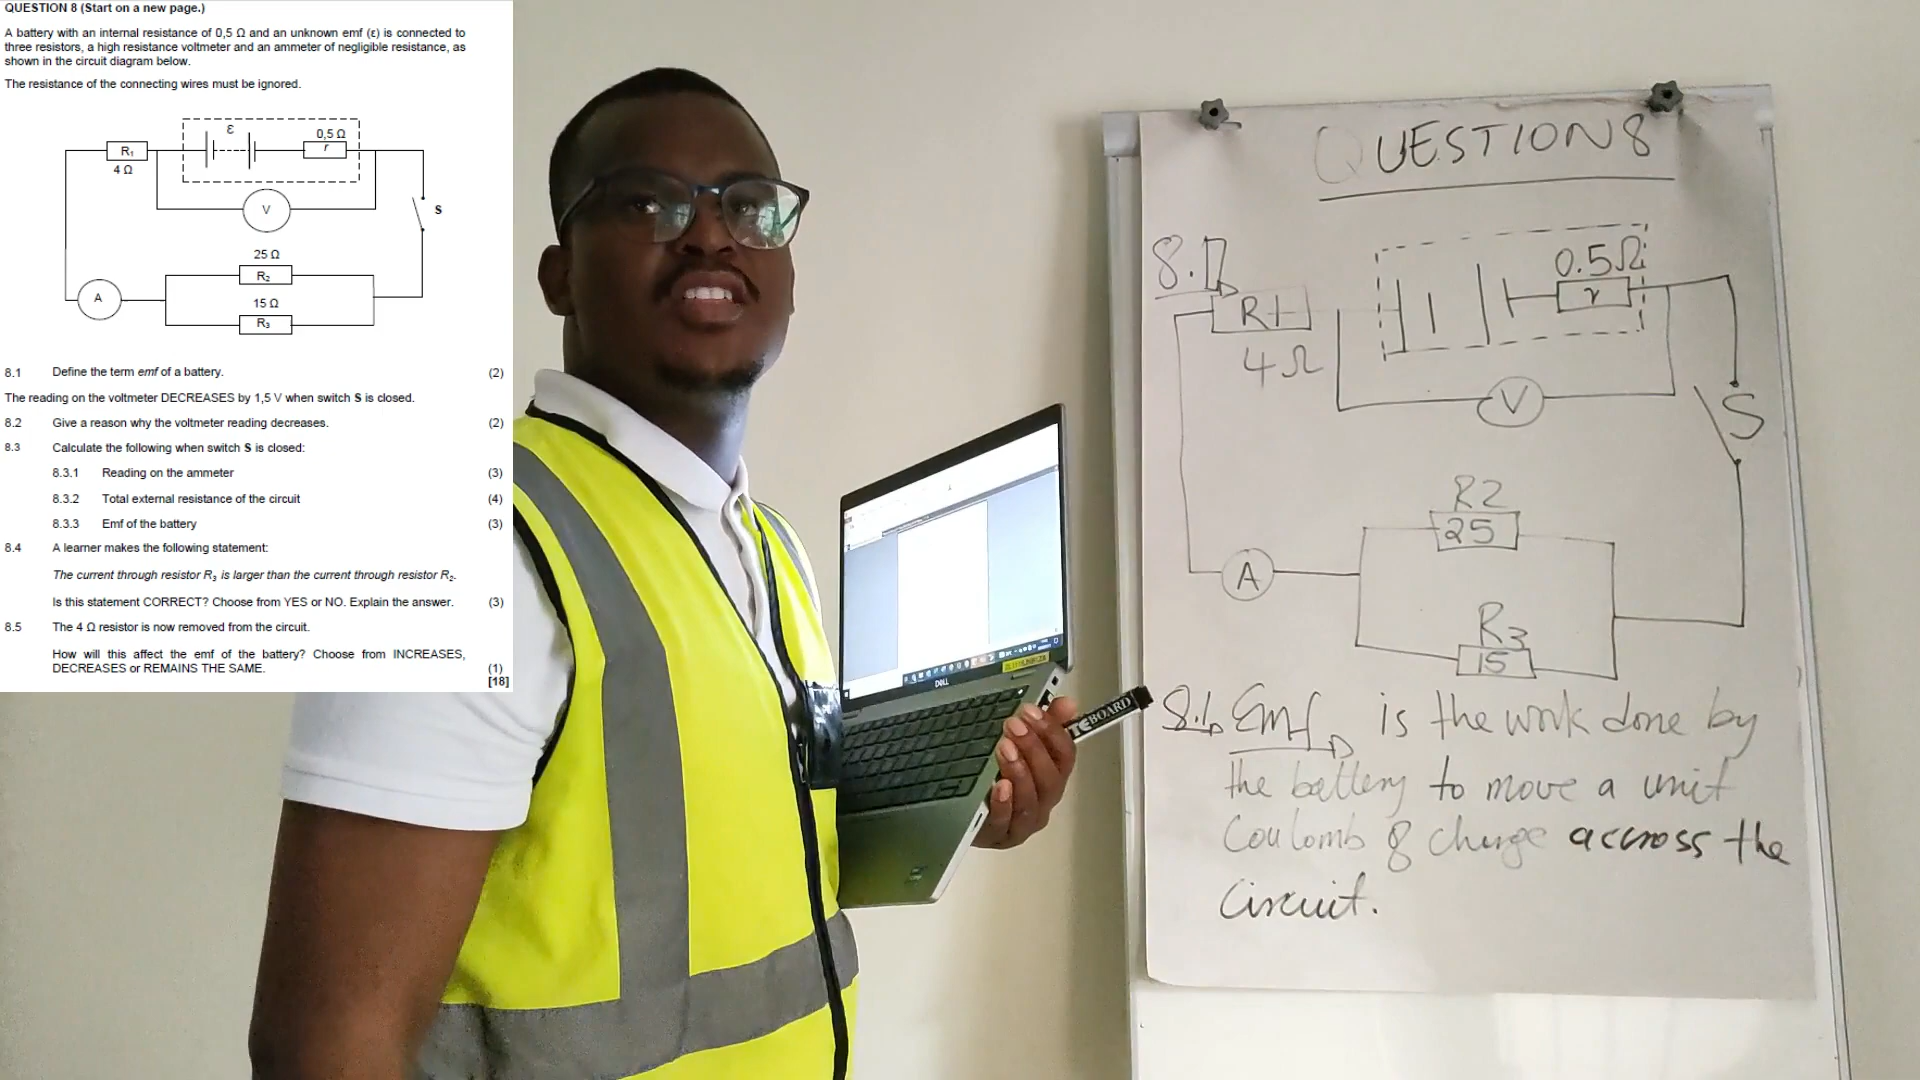 QUESTION 8 (Start on a new page.)
A battery with an internal resistance of 0,5 Ω and an unknown emf (ε) is connected to
three resistors, a high resistance voltmeter and an ammeter of negligible resistance, as
shown in the circuit diagram below.
The resistance of the connecting wires must be ignored.
ε
0,5 Ω
R₁
r
4 Ω
V
S
25 Ω
R₂
A
15 Ω
R₃
8.1 Define the term emf of a battery. (2)
The reading on the voltmeter DECREASES by 1,5 V when switch S is closed.
8.2 Give a reason why the voltmeter reading decreases. (2)
8.3 Calculate the following when switch S is closed:
8.3.1 Reading on the ammeter (3)
8.3.2 Total external resistance of the circuit (4)
8.3.3 Emf of the battery (3)
8.4 A learner makes the following statement:
The current through resistor R₃ is larger than the current through resistor R₂.
Is this statement CORRECT? Choose from YES or NO. Explain the answer. (3)
8.5 The 4 Ω resistor is now removed from the circuit.
How will this affect the emf of the battery? Choose from INCREASES,
DECREASES or REMAINS THE SAME. (1)
[18]
DELL
BOARD
QUESTION 8
8.1
0.5Ω
R1
r
4Ω
V
S
R2
25
A
R3
15
8.1 Emf is the work done by
the battery to move a unit
Coulomb of charge accross the
Circuit.